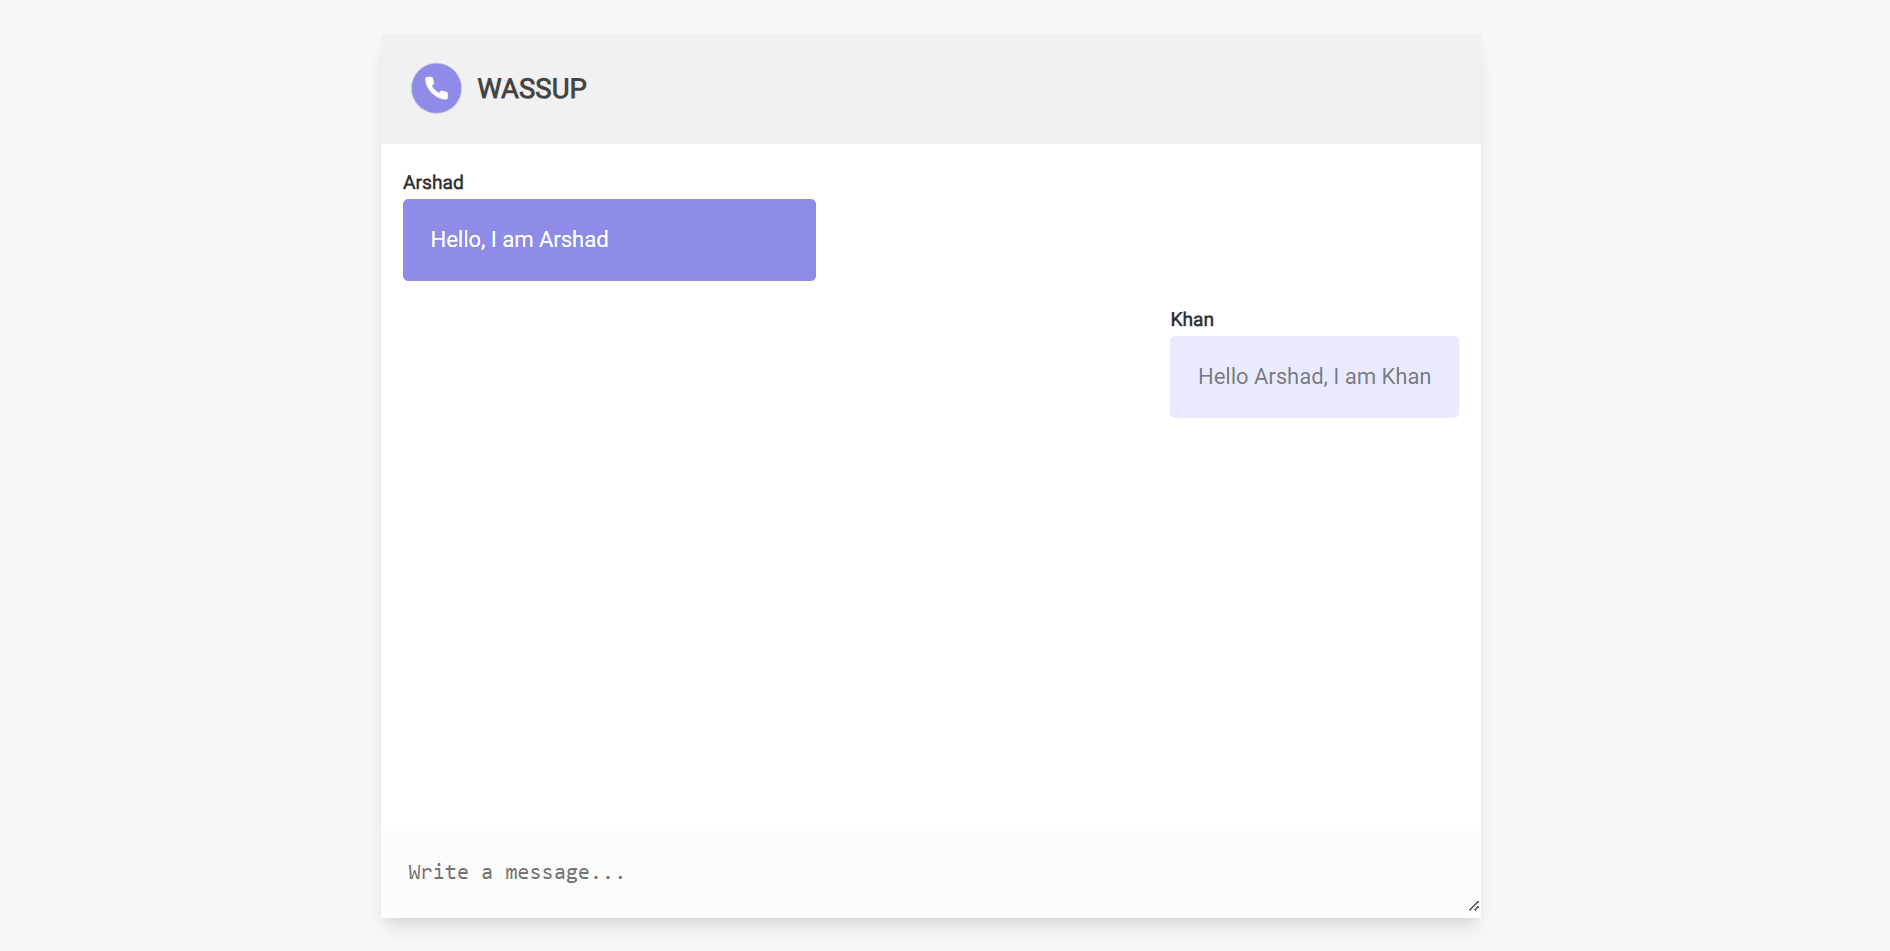 WASSUP
Arshad
Hello, I am Arshad
Khan
Hello Arshad, I am Khan
Write a message...